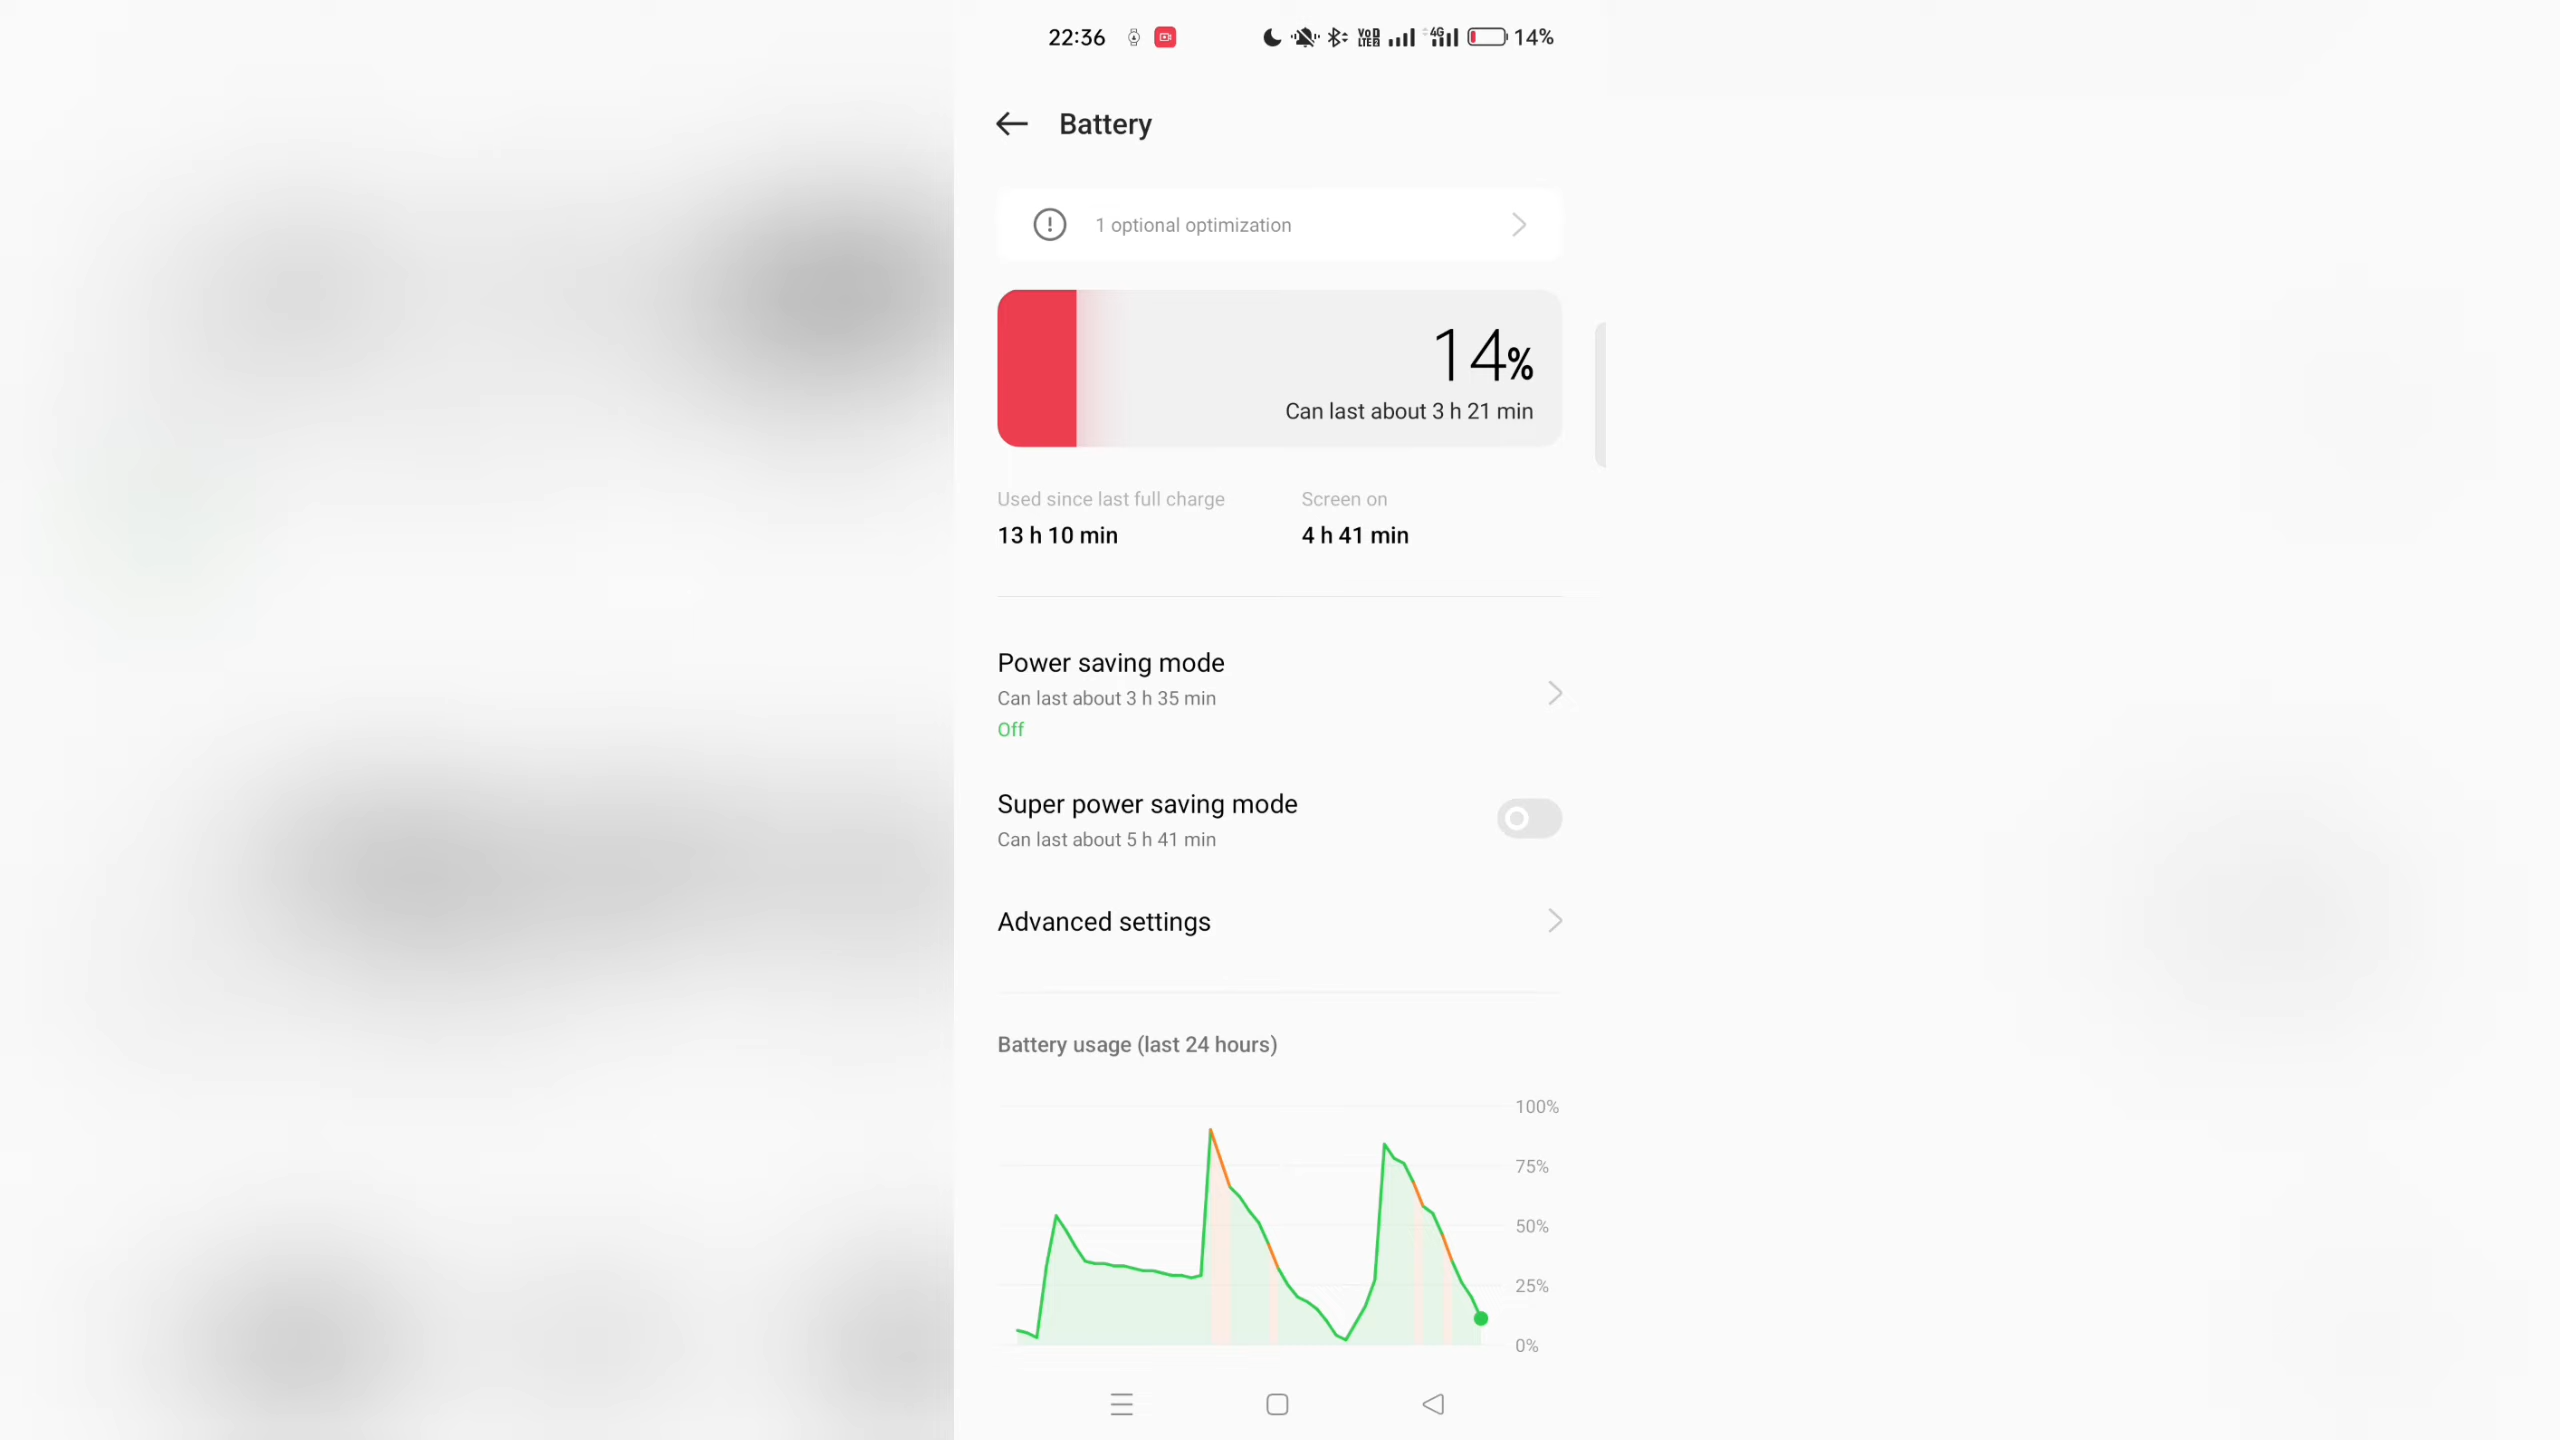 22:36
VoD LTE2 4G 14%
Battery
1 optional optimization
14%
Can last about 3 h 21 min
Used since last full charge
13 h 10 min
Screen on
4 h 41 min
Power saving mode
Can last about 3 h 35 min
Off
Super power saving mode
Can last about 5 h 41 min
Advanced settings
Battery usage (last 24 hours)
100%
75%
50%
25%
0%